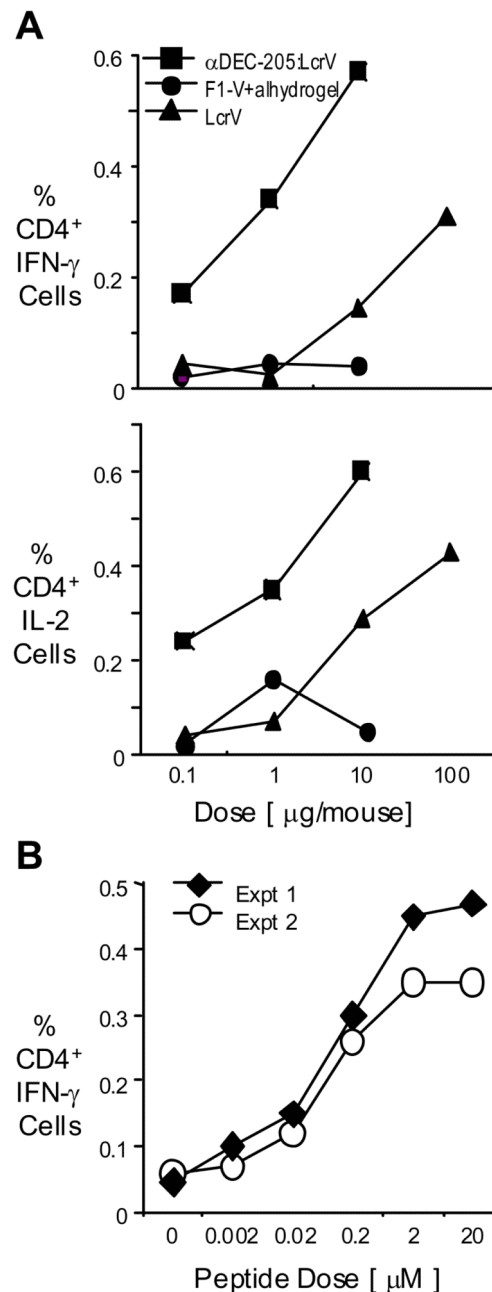 A
0.6
αDEC-205:LcrV
F1-V+alhydrogel
LcrV
0.4
%
CD4+
IFN-γ
Cells
0.2
0
0.6
%
CD4+
IL-2
Cells
0.4
0.2
0
0.1 1 10 100
Dose [ μg/mouse]
B
0.5
Expt 1
Expt 2
0.4
%
CD4+
IFN-γ
Cells
0.3
0.2
0.1
0
0 0.002 0.02 0.2 2 20
Peptide Dose [ μM ]